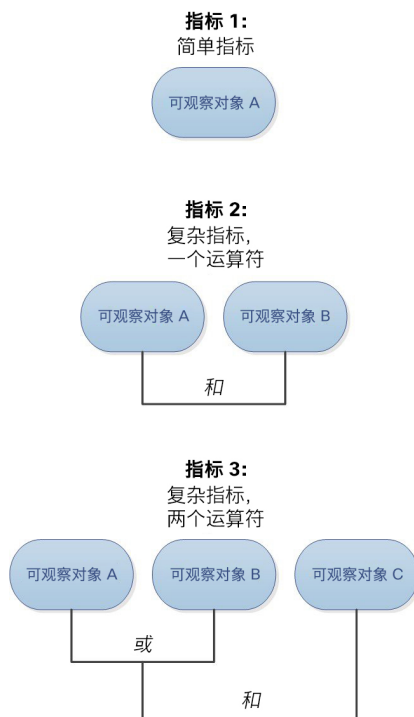 指标 1:
简单指标
可观察对象 A
指标 2:
复杂指标，
一个运算符
可观察对象 A
可观察对象 B
和
指标 3:
复杂指标，
两个运算符
可观察对象 A
可观察对象 B
可观察对象 C
或
和